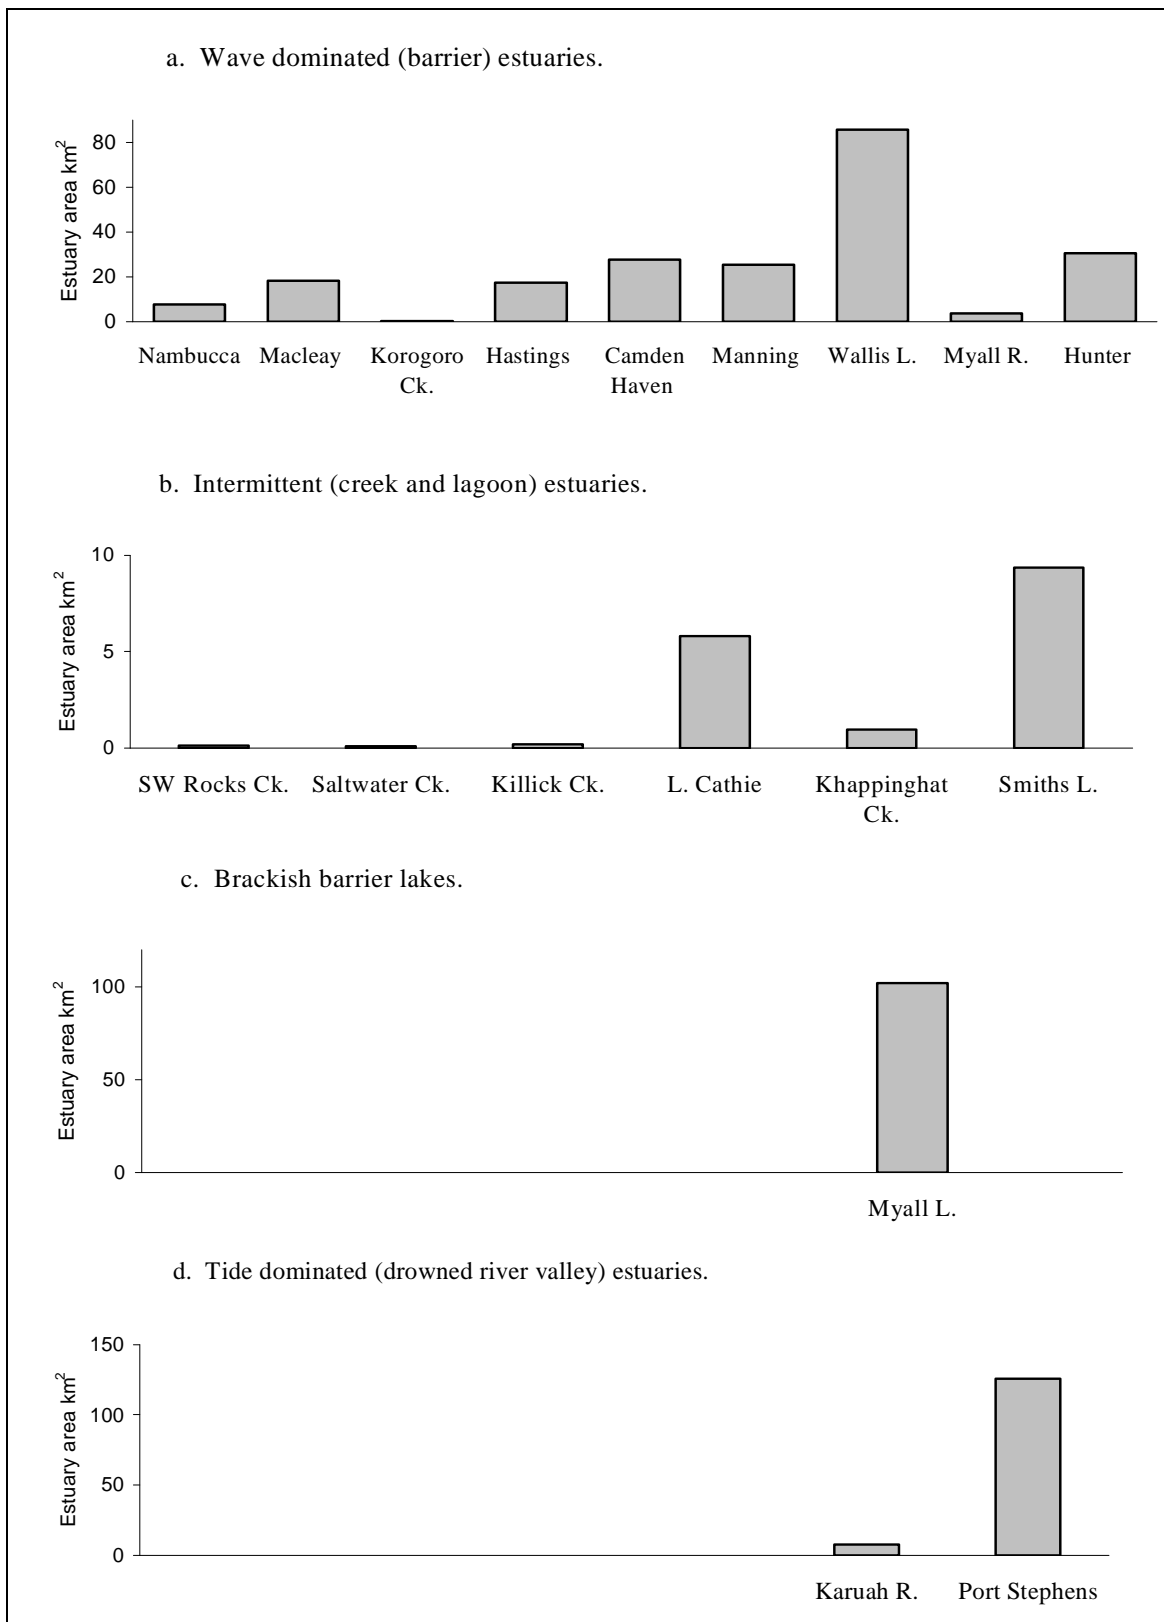 a. Wave dominated (barrier) estuaries.
Estuary area km²
80
60
40
20
0
Nambucca Macleay Korogoro Hastings Camden Manning Wallis L. Myall R. Hunter
Ck. Haven
b. Intermittent (creek and lagoon) estuaries.
Estuary area km²
10
5
0
SW Rocks Ck. Saltwater Ck. Killick Ck. L. Cathie Khappinghat Smiths L.
Ck.
c. Brackish barrier lakes.
Estuary area km²
100
50
0
Myall L.
d. Tide dominated (drowned river valley) estuaries.
Estuary area km²
150
100
50
0
Karuah R. Port Stephens